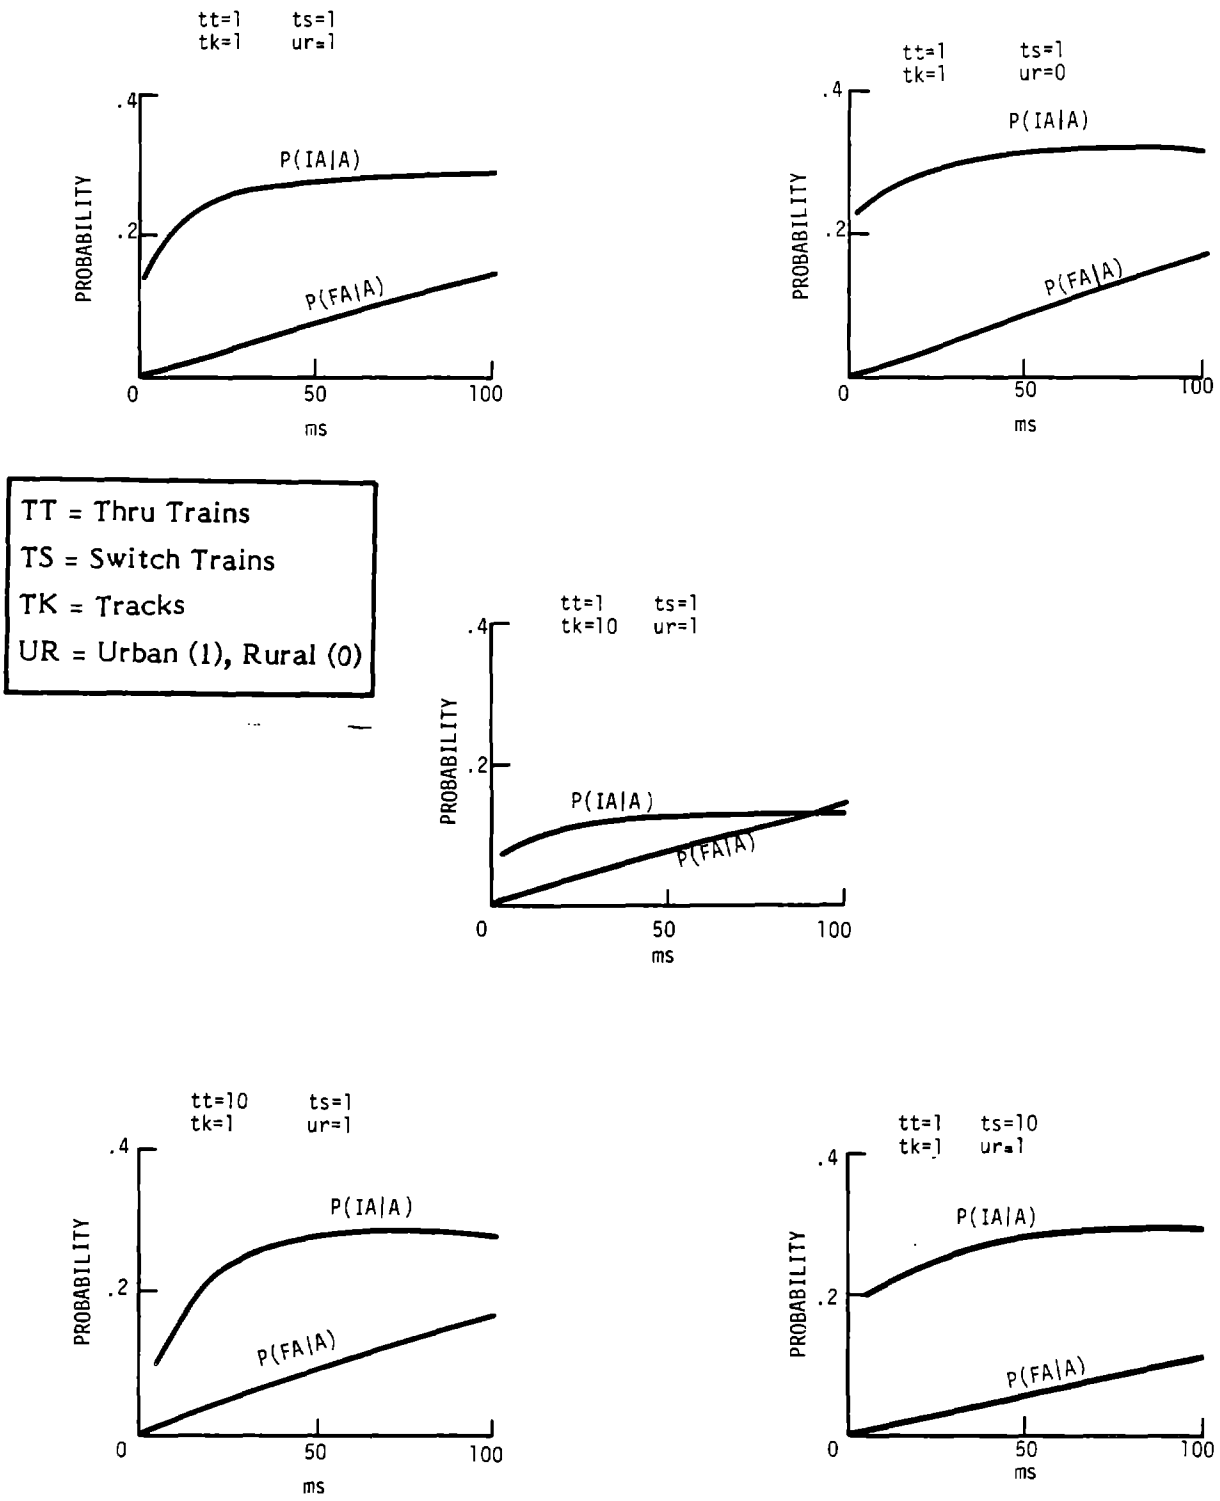 tt=1 ts=1
tk=1 ur=1
.4
PROBABILITY
P(IA|A)
.2
P(FA|A)
0 50 100
ms
tt=1 ts=1
tk=1 ur=0
.4
P(IA|A)
PROBABILITY
.2
P(FA|A)
0 50 100
ms
TT = Thru Trains
TS = Switch Trains
TK = Tracks
UR = Urban (1), Rural (0)
tt=1 ts=1
tk=10 ur=1
.4
PROBABILITY
.2
P(IA|A)
P(FA|A)
0 50 100
ms
tt=10 ts=1
tk=1 ur=1
.4
P(IA|A)
PROBABILITY
.2
P(FA|A)
0 50 100
ms
tt=1 ts=10
tk=1 ur=1
.4
P(IA|A)
PROBABILITY
.2
P(FA|A)
0 50 100
ms